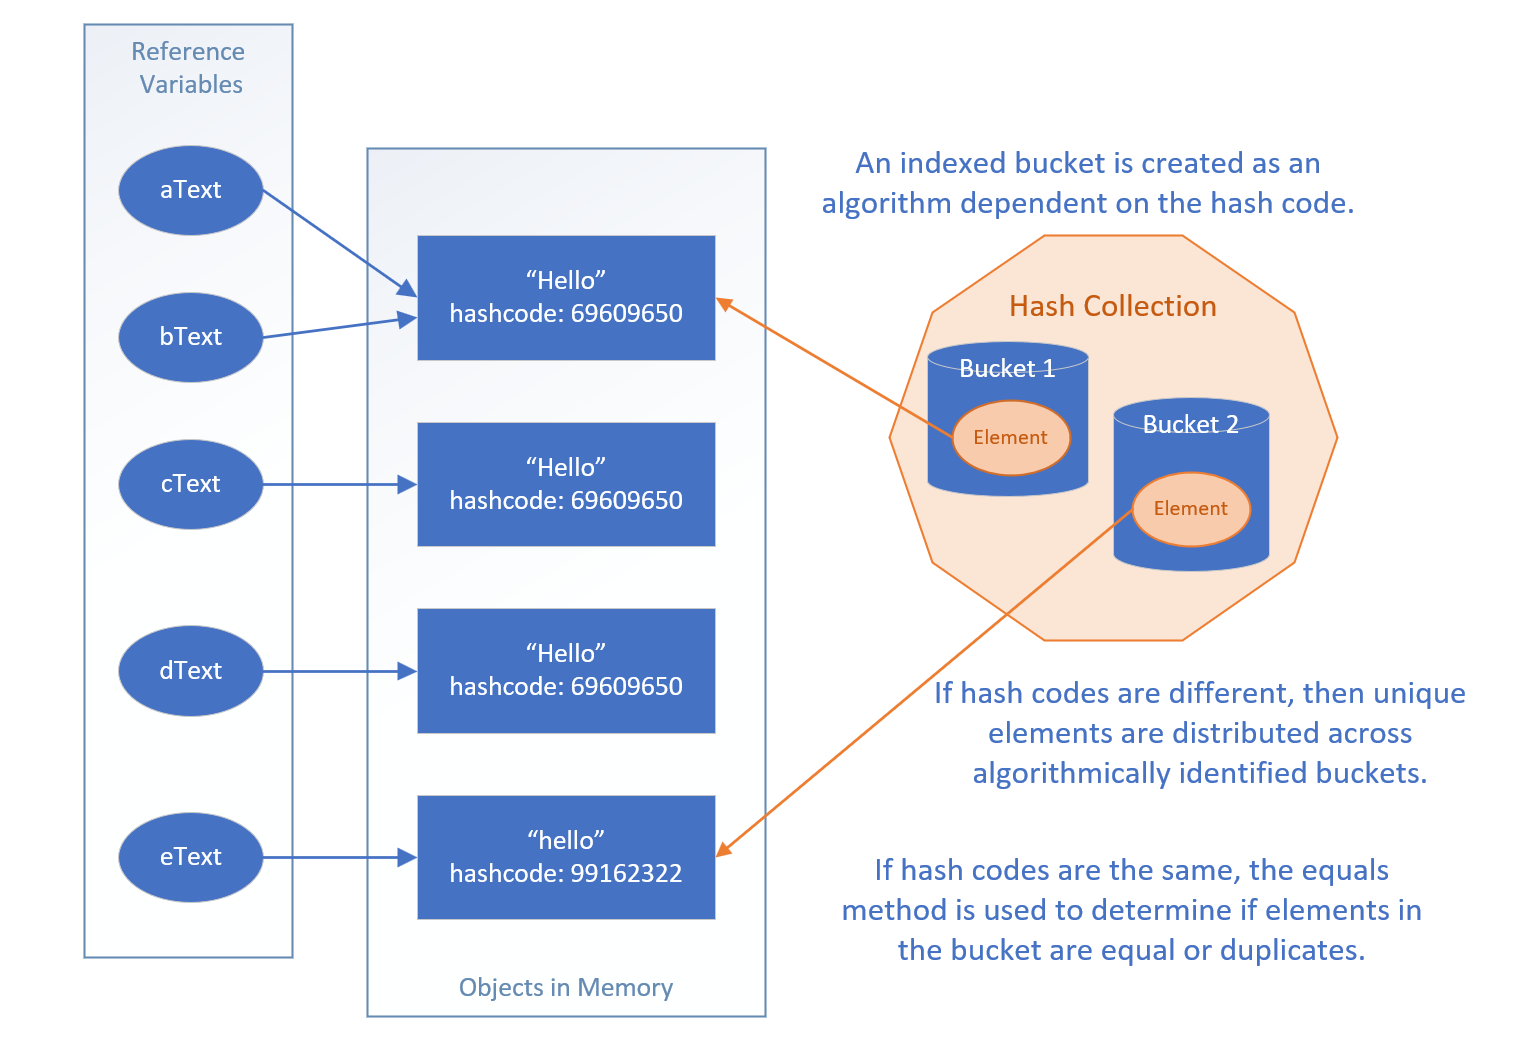 Reference
Variables
aText
bText
cText
dText
eText
“Hello”
hashcode: 69609650
“Hello”
hashcode: 69609650
“Hello”
hashcode: 69609650
“hello”
hashcode: 99162322
Objects in Memory
An indexed bucket is created as an
algorithm dependent on the hash code.
Hash Collection
Bucket 1
Element
Bucket 2
Element
If hash codes are different, then unique
elements are distributed across
algorithmically identified buckets.
If hash codes are the same, the equals
method is used to determine if elements in
the bucket are equal or duplicates.